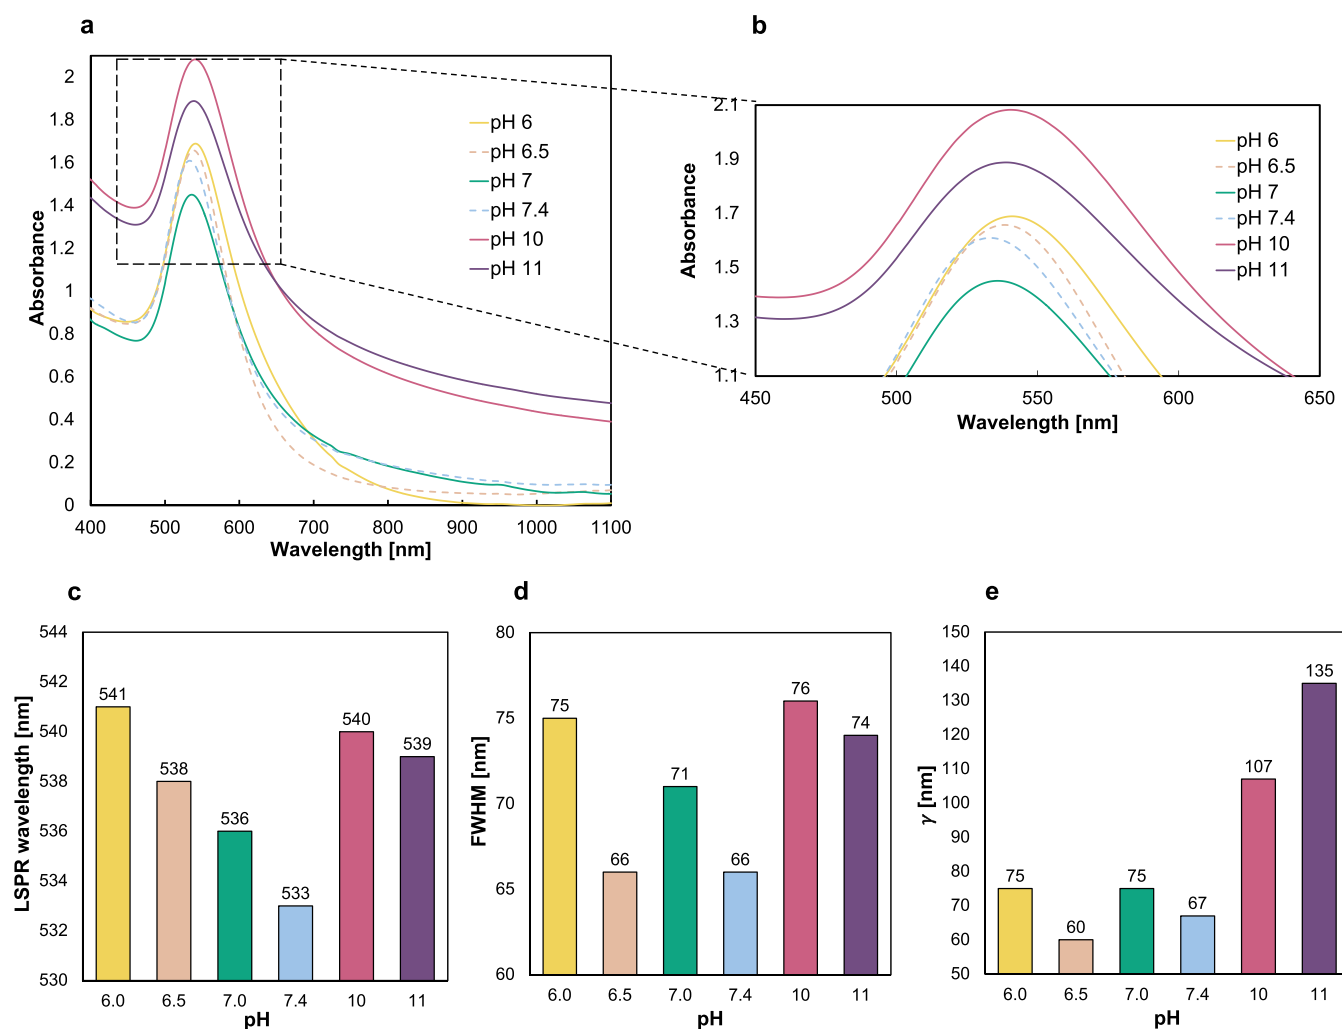 a
b
2
1.8
1.6
1.4
1.2
1
0.8
0.6
0.4
0.2
0
Absorbance
pH 6
pH 6.5
pH 7
pH 7.4
pH 10
pH 11
400 500 600 700 800 900 1000 1100
Wavelength [nm]
2.1
1.9
1.7
1.5
1.3
1.1
Absorbance
pH 6
pH 6.5
pH 7
pH 7.4
pH 10
pH 11
450 500 550 600 650
Wavelength [nm]
c
544
542
540
538
536
534
532
530
LSPR wavelength [nm]
541 538 536 533 540 539
6.0 6.5 7.0 7.4 10 11
pH
d
80
75
70
65
60
FWHM [nm]
75 66 71 66 76 74
6.0 6.5 7.0 7.4 10 11
pH
e
150
140
130
120
110
100
90
80
70
60
50
γ [nm]
75 60 75 67 107 135
6.0 6.5 7.0 7.4 10 11
pH